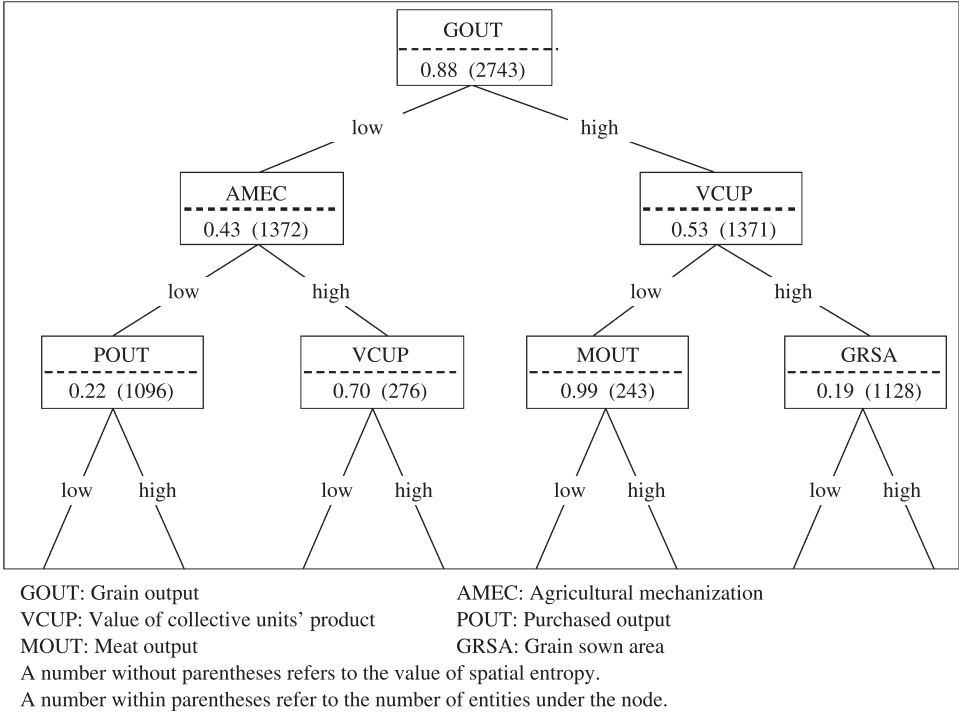 GOUT
0.88 (2743)
low high
AMEC VCUP
0.43 (1372) 0.53 (1371)
low high low high
POUT VCUP MOUT GRSA
0.22 (1096) 0.70 (276) 0.99 (243) 0.19 (1128)
low high low high low high low high
GOUT: Grain output AMEC: Agricultural mechanization
VCUP: Value of collective units’ product POUT: Purchased output
MOUT: Meat output GRSA: Grain sown area
A number without parentheses refers to the value of spatial entropy.
A number within parentheses refer to the number of entities under the node.